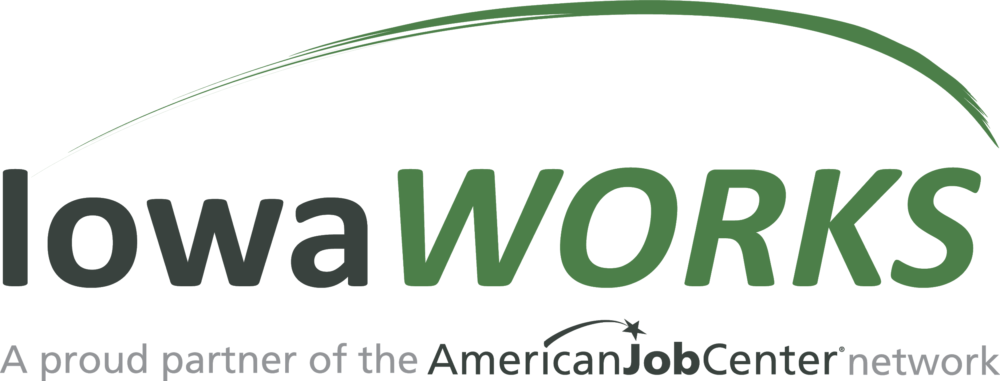 IowaWORKS
A proud partner of the AmericanJobCenter® network